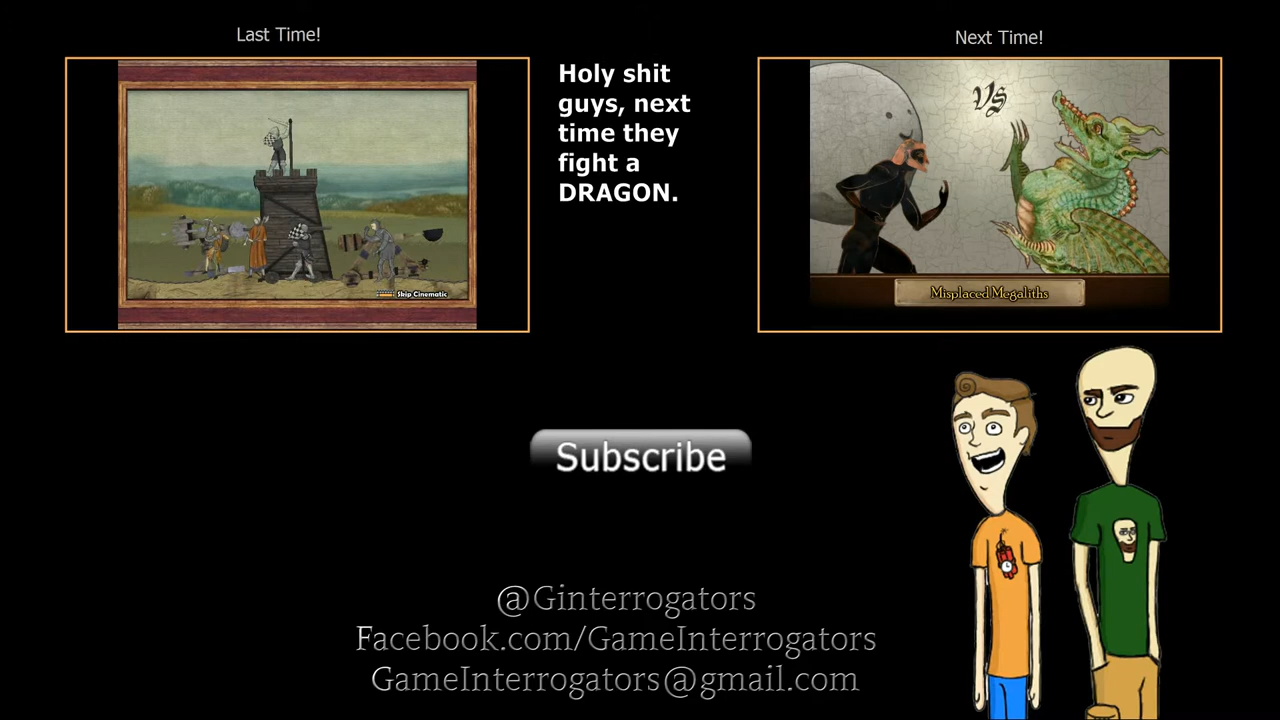 Last Time!
Next Time!
Holy shit
guys, next
time they
fight a
DRAGON.
Skip Cinematic
Vs
Misplaced Megaliths
Subscribe
@Ginterrogators
Facebook.com/GameInterrogators
GameInterrogators@gmail.com